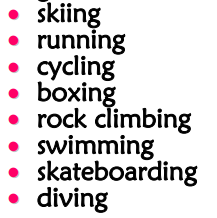 • skiing
• running
• cycling
• boxing
• rock climbing
• swimming
• skateboarding
• diving